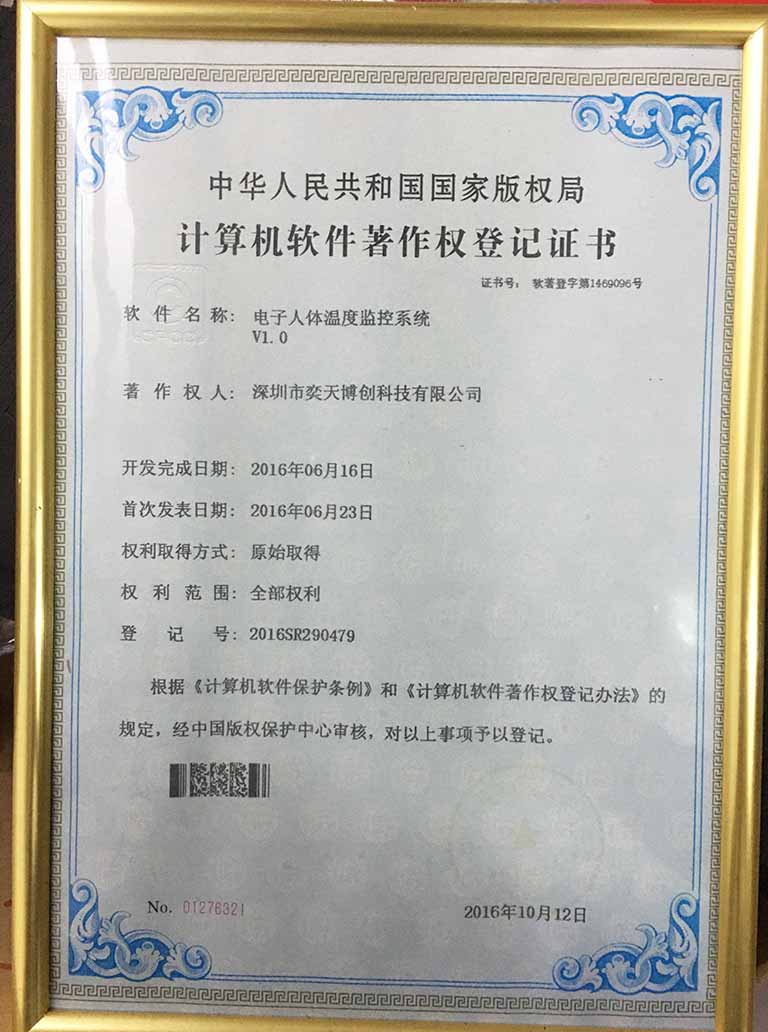 中华人民共和国国家版权局
计算机软件著作权登记证书
证书号： 软著登字第1469096号
软件名称： 电子人体温度监控系统
V1.0
著作权人： 深圳市奕天博创科技有限公司
开发完成日期： 2016年06月16日
首次发表日期： 2016年06月23日
权利取得方式： 原始取得
权利范围： 全部权利
登记号： 2016SR290479
根据《计算机软件保护条例》和《计算机软件著作权登记办法》的
规定，经中国版权保护中心审核，对以上事项予以登记。
No. 01276321
2016年10月12日